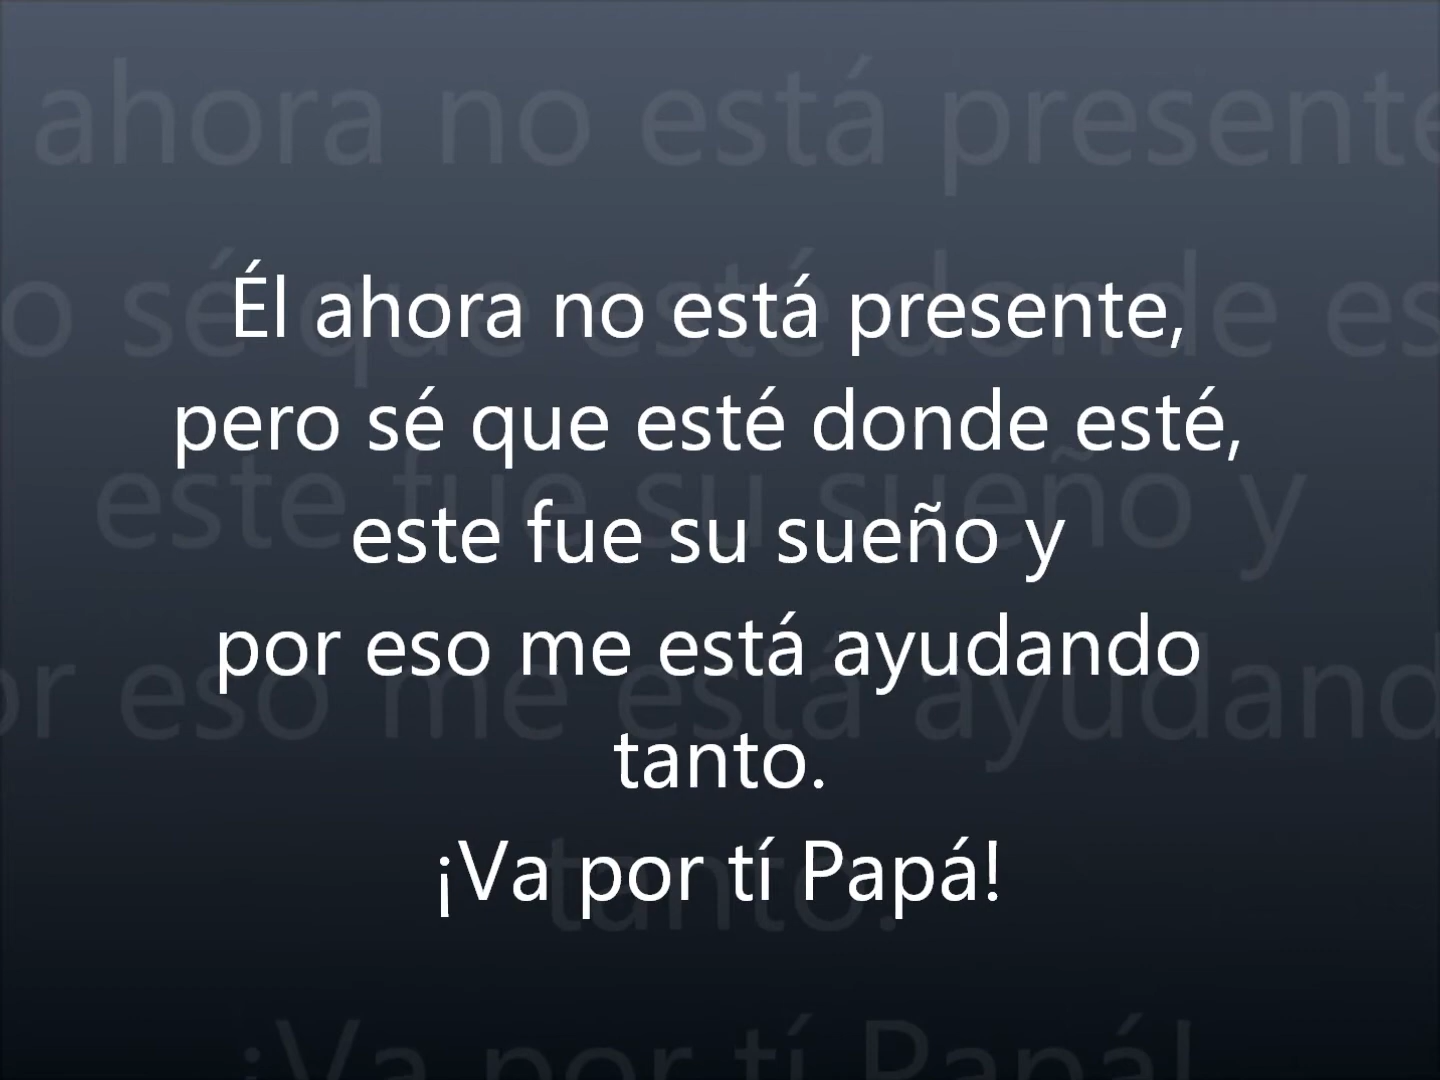 Él ahora no está presente,
pero sé que esté donde esté,
este fue su sueño y
por eso me está ayudando
tanto.
¡Va por tí Papá!